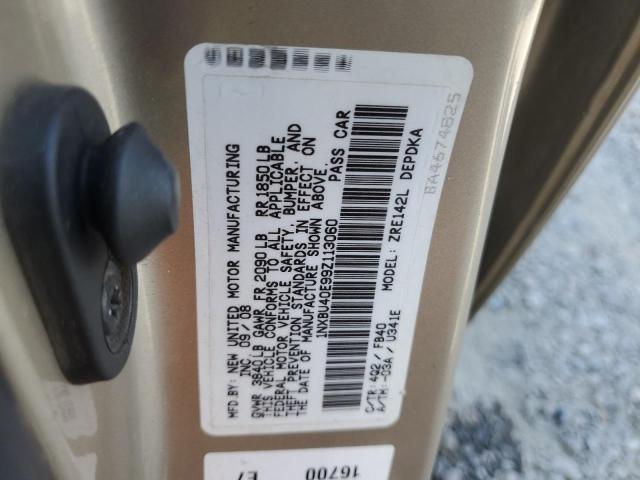 MFD. BY: NEW UNITED MOTOR MANUFACTURING
INC. 09/08
GVWR 3840LB GAWR FR 2090LB RR 1850LB
THIS VEHICLE CONFORMS TO ALL APPLICABLE
FEDERAL MOTOR VEHICLE SAFETY, BUMPER, AND
THEFT PREVENTION STANDARDS IN EFFECT ON
THE DATE OF MANUFACTURE SHOWN ABOVE.
1NXBU40E99Z113060 PASS CAR
C/TR: 4Q2 / FB40 ZRE142L DEPDKA
A/TM: -03A / U341E
BA4674825
16700